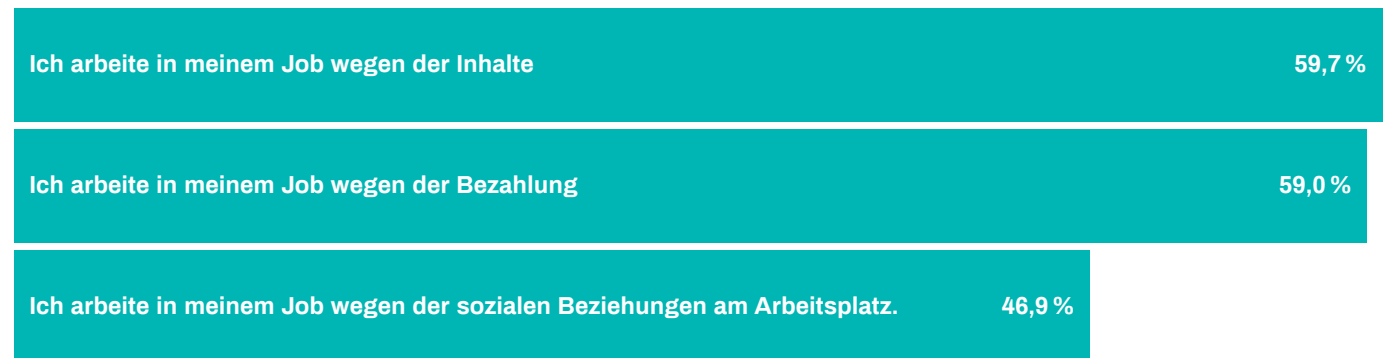 Ich arbeite in meinem Job wegen der Inhalte 59,7 %
Ich arbeite in meinem Job wegen der Bezahlung 59,0 %
Ich arbeite in meinem Job wegen der sozialen Beziehungen am Arbeitsplatz. 46,9 %